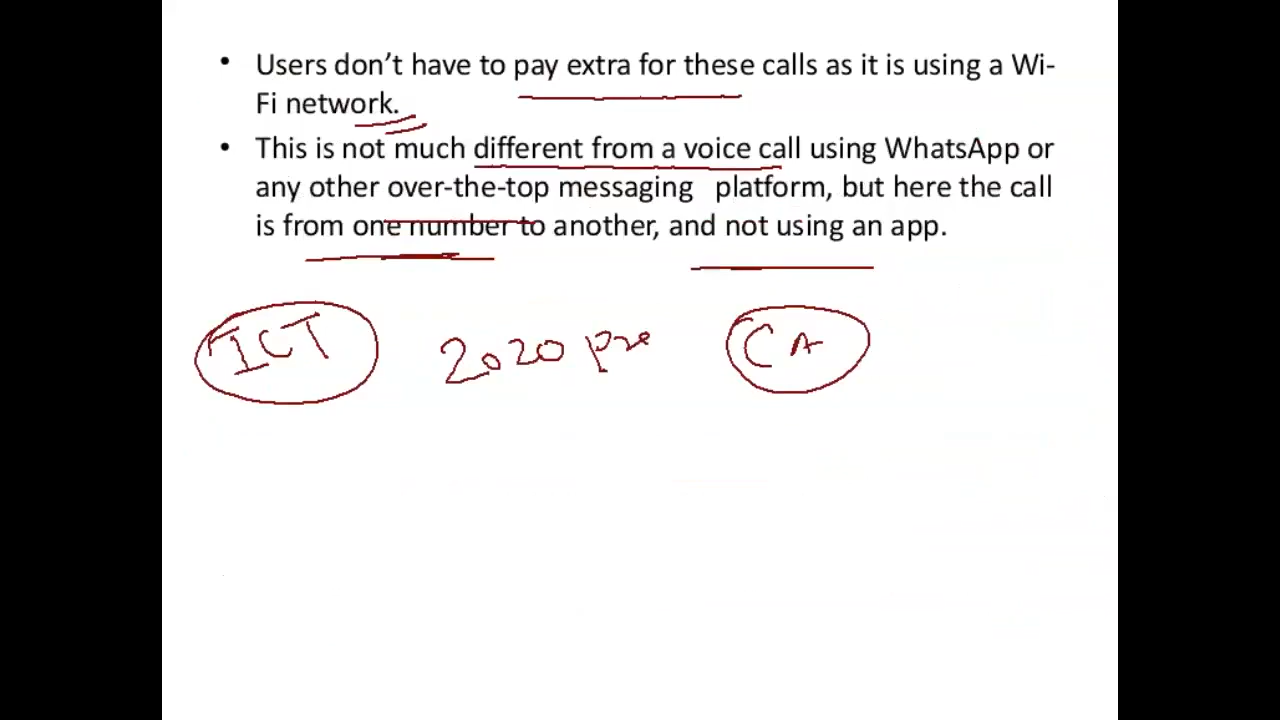 • Users don’t have to pay extra for these calls as it is using a Wi-
Fi network.
• This is not much different from a voice call using WhatsApp or
any other over-the-top messaging platform, but here the call
is from one number to another, and not using an app.
ICT 2020 pre CA